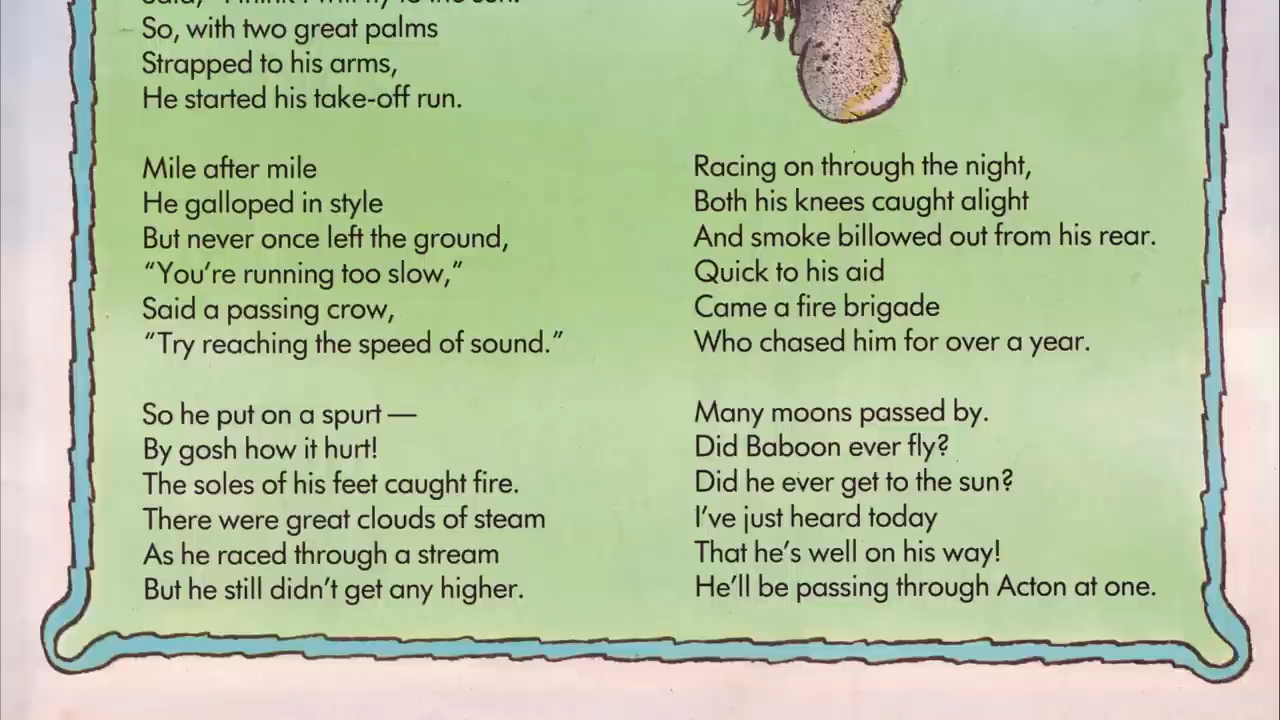 So, with two great palms
Strapped to his arms,
He started his take-off run.
Mile after mile
He galloped in style
But never once left the ground,
“You’re running too slow,”
Said a passing crow,
“Try reaching the speed of sound.”
So he put on a spurt —
By gosh how it hurt!
The soles of his feet caught fire.
There were great clouds of steam
As he raced through a stream
But he still didn’t get any higher.
Racing on through the night,
Both his knees caught alight
And smoke billowed out from his rear.
Quick to his aid
Came a fire brigade
Who chased him for over a year.
Many moons passed by.
Did Baboon ever fly?
Did he ever get to the sun?
I’ve just heard today
That he’s well on his way!
He’ll be passing through Acton at one.